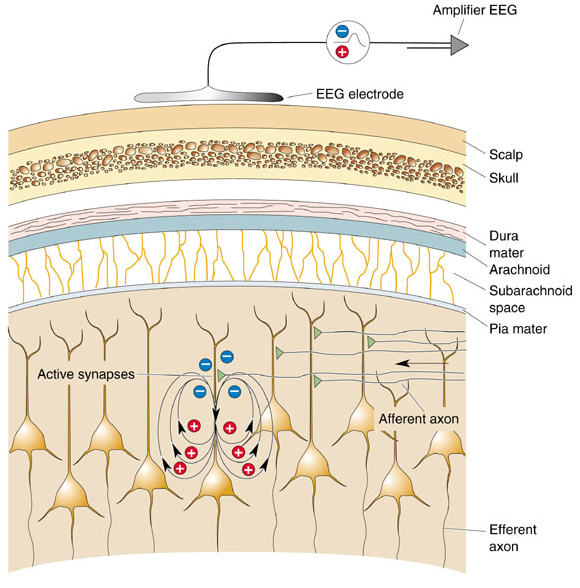 Amplifier EEG
EEG electrode
Scalp
Skull
Dura
mater
Arachnoid
Subarachnoid
space
Pia mater
Active synapses
Afferent axon
Efferent
axon